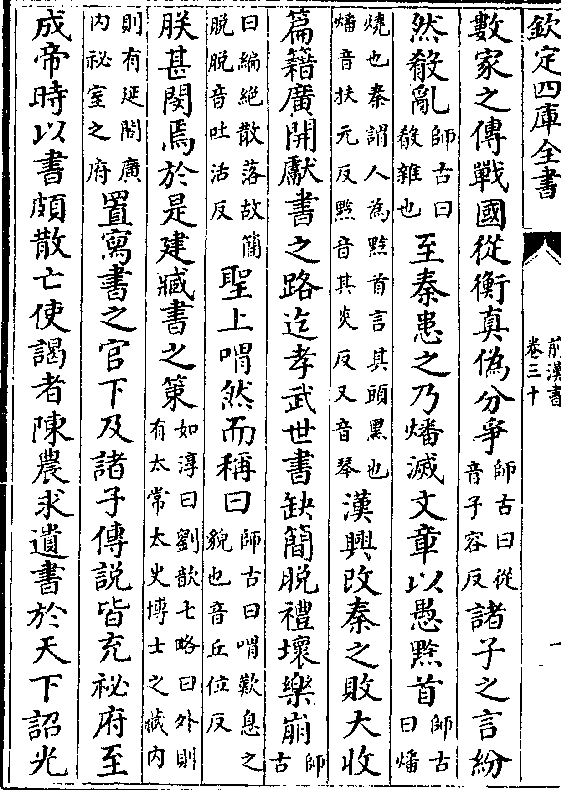 欽定四庫全書
前漢書
卷三十
一
數家之傳戰國從衡真偽分爭師古曰從音子容反諸子之言紛
然殽亂師古曰殽雜也至秦患之乃燔滅文章以愚黔首師古曰燔
燒也秦謂人為黔首言其頭黑也燔音扶元反黔音其炎反又音琴漢興改秦之敗大收
篇籍廣開獻書之路迄孝武世書缺簡脫禮壞樂崩師古
曰編絕散落故簡脫脫音吐活反聖上喟然而稱曰師古曰喟歎息之貌也音丘位反
朕甚閔焉於是建藏書之策如淳曰劉歆七略曰外則有太常太史博士之藏内
則有延閣廣内秘室之府置寫書之官下及諸子傳說皆充祕府至
成帝時以書頗散亡使謁者陳農求遺書於天下詔光